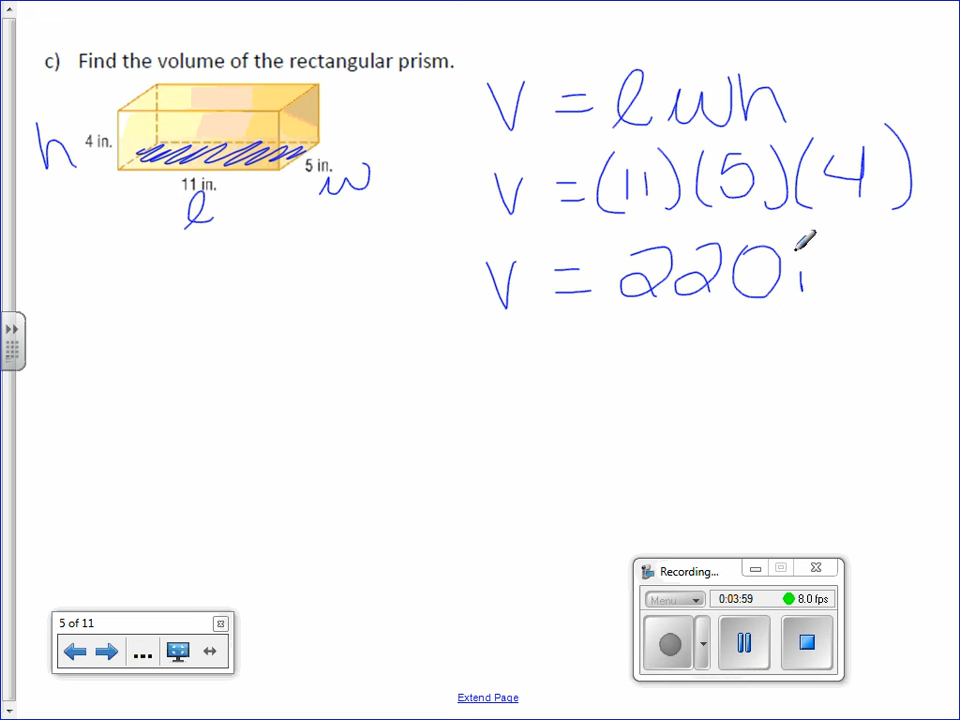 c) Find the volume of the rectangular prism.
V = lwh
h
4 in.
5 in.
w
11 in.
l
V = (11)(5)(4)
V = 220i
Recording...
Menu
0:03:59
8.0 fps
5 of 11
...
Extend Page